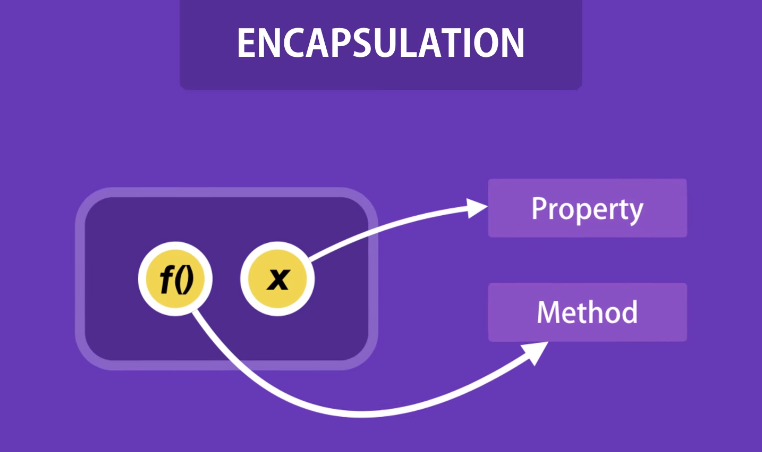 ENCAPSULATION
Property
f()
x
Method